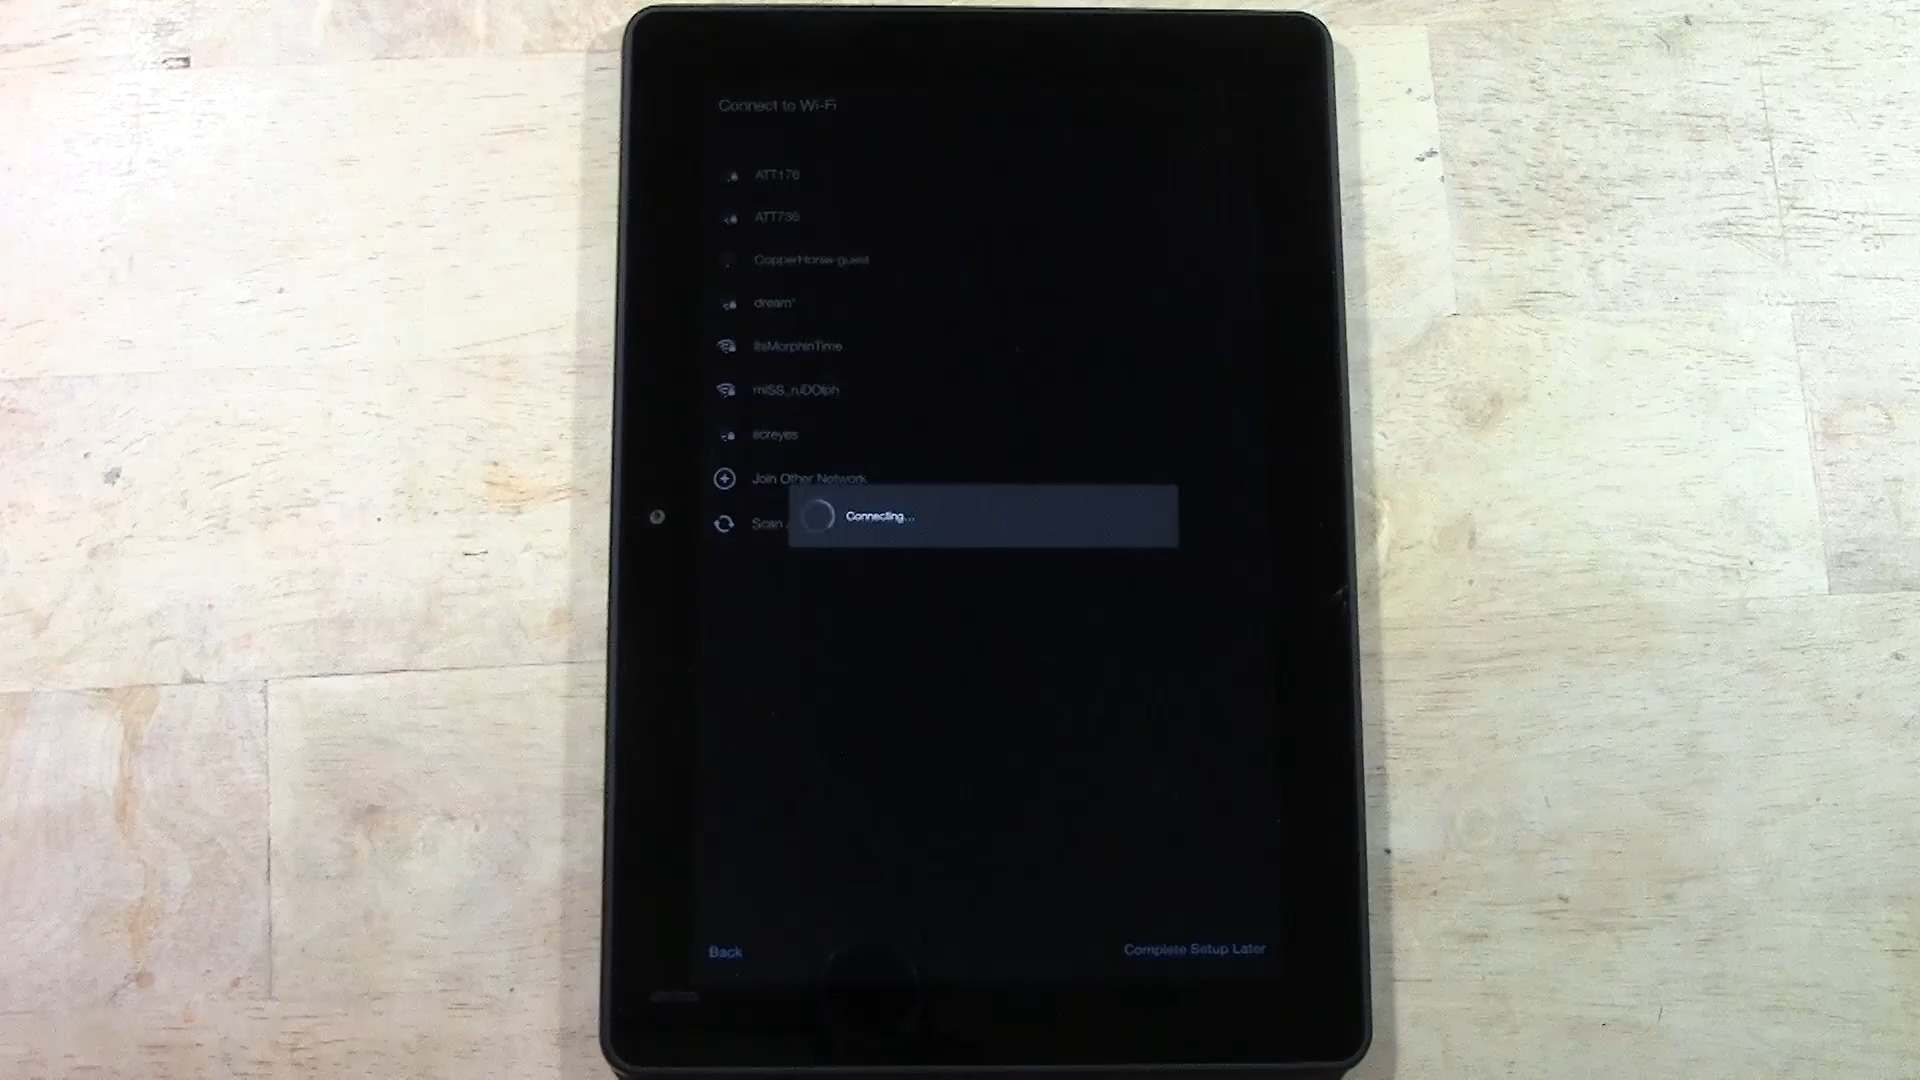 Connect to Wi-Fi
ATT176
ATT736
CopperHorse-guest
dream'
ItsMorphinTime
miSS_ruDOlph
Join Other Network
Scan
Connecting...
Back
Complete Setup Later